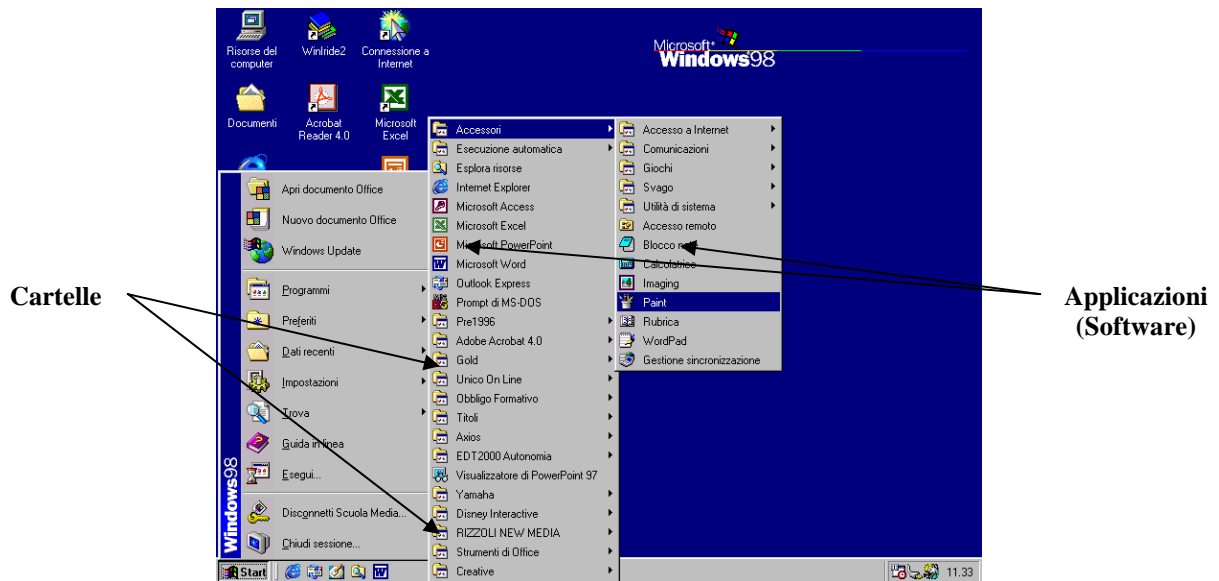 Risorse del
computer
WinIride2
Connessione a
Internet
Microsoft
Windows98
Documenti
Acrobat
Reader 4.0
Microsoft
Excel
Apri documento Office
Nuovo documento Office
Windows Update
Programmi
Preferiti
Dati recenti
Impostazioni
Trova
Guida in linea
Esegui...
Disconnetti Scuola Media...
Chiudi sessione...
Windows98
Accessori
Esecuzione automatica
Esplora risorse
Internet Explorer
Microsoft Access
Microsoft Excel
Microsoft PowerPoint
Microsoft Word
Outlook Express
Prompt di MS-DOS
Pre1996
Adobe Acrobat 4.0
Gold
Unico On Line
Obbligo Formativo
Titoli
Axios
EDT2000 Autonomia
Visualizzatore di PowerPoint 97
Yamaha
Disney Interactive
RIZZOLI NEW MEDIA
Strumenti di Office
Creative
Accesso a Internet
Comunicazioni
Giochi
Svago
Utilità di sistema
Accesso remoto
Blocco note
Calcolatrice
Imaging
Paint
Rubrica
WordPad
Gestione sincronizzazione
Start
11.33
Cartelle
Applicazioni
(Software)